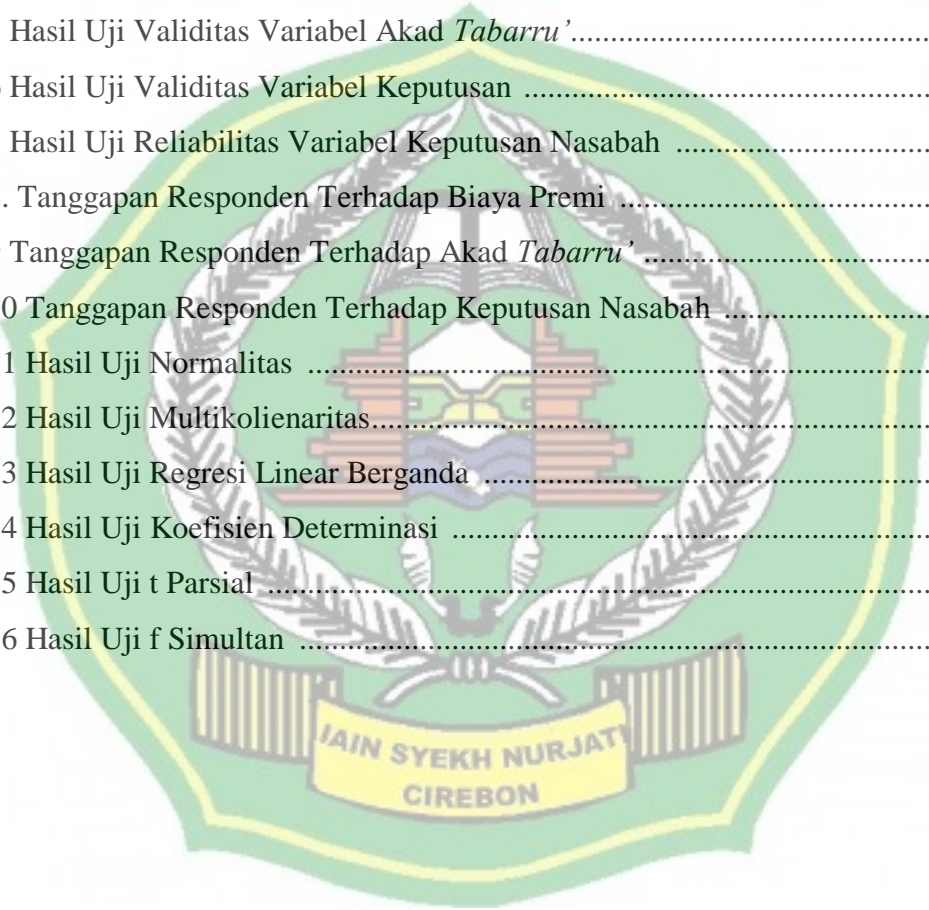 Hasil Uji Validitas Variabel Akad Tabarru’..............................................
Hasil Uji Validitas Variabel Keputusan ....................................................
Hasil Uji Reliabilitas Variabel Keputusan Nasabah ................................
. Tanggapan Responden Terhadap Biaya Premi .......................................
Tanggapan Responden Terhadap Akad Tabarru’ ....................................
0 Tanggapan Responden Terhadap Keputusan Nasabah ..........................
1 Hasil Uji Normalitas ..............................................................................
2 Hasil Uji Multikolienaritas......................................................................
3 Hasil Uji Regresi Linear Berganda ........................................................
4 Hasil Uji Koefisien Determinasi ............................................................
5 Hasil Uji t Parsial ...................................................................................
6 Hasil Uji f Simultan ...............................................................................
IAIN SYEKH NURJATI
CIREBON